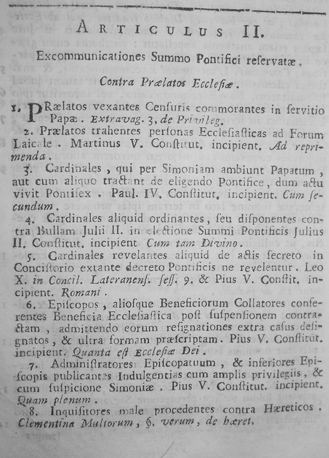 ARTICULUS II.
Excommunicationes Summo Pontifici reservatæ.
Contra Prælatos Ecclesiæ.
1. PRælatos vexantes Censuris commorantes in servitio
Papæ. Extravag. 3. de Privileg.
2. Prælatos trahentes personas Ecclesiasticas ad Forum
Laicale. Martinus V. Constitut. incipient. Ad repri-
menda.
3. Cardinales, qui per Simoniam ambiunt Papatum,
aut cum aliquo tractant de eligendo Pontifice, dum actu
vivit Pontifex. Paul. IV. Constitut. incipient. Cum se-
cundum.
4. Cardinales aliquid ordinantes, seu disponentes con-
tra Bullam Julii II. in electione Summi Pontificis Julius
II. Constitut. incipient Cum tam Divino.
5. Cardinales revelantes aliquid de actis secreto in
Concistorio extante decreto Pontificis ne revelentur. Leo
X. in Concil. Lateranens. sess. 9. & Pius V. Constit. in-
cipient. Romani.
6. Episcopos, aliosque Beneficiorum Collatores confe-
rentes Beneficia Ecclesiastica post suspensionem contra-
ctam, admittendo eorum resignationes extra casus desi-
gnatos, & ultra formam præscriptam. Pius V. Constitut.
incipient. Quanta est Ecclesiæ Dei.
7. Administratores Episcopatuum, & inferiores Epi-
scopis publicantes Indulgentias cum amplis privilegiis, &
cum suspicione Simoniæ. Pius V. Constitut. incipient.
Quam plenum.
8. Inquisitores male procedentes contra Hæreticos.
Clementina Multorum, §. verum, de hæret.